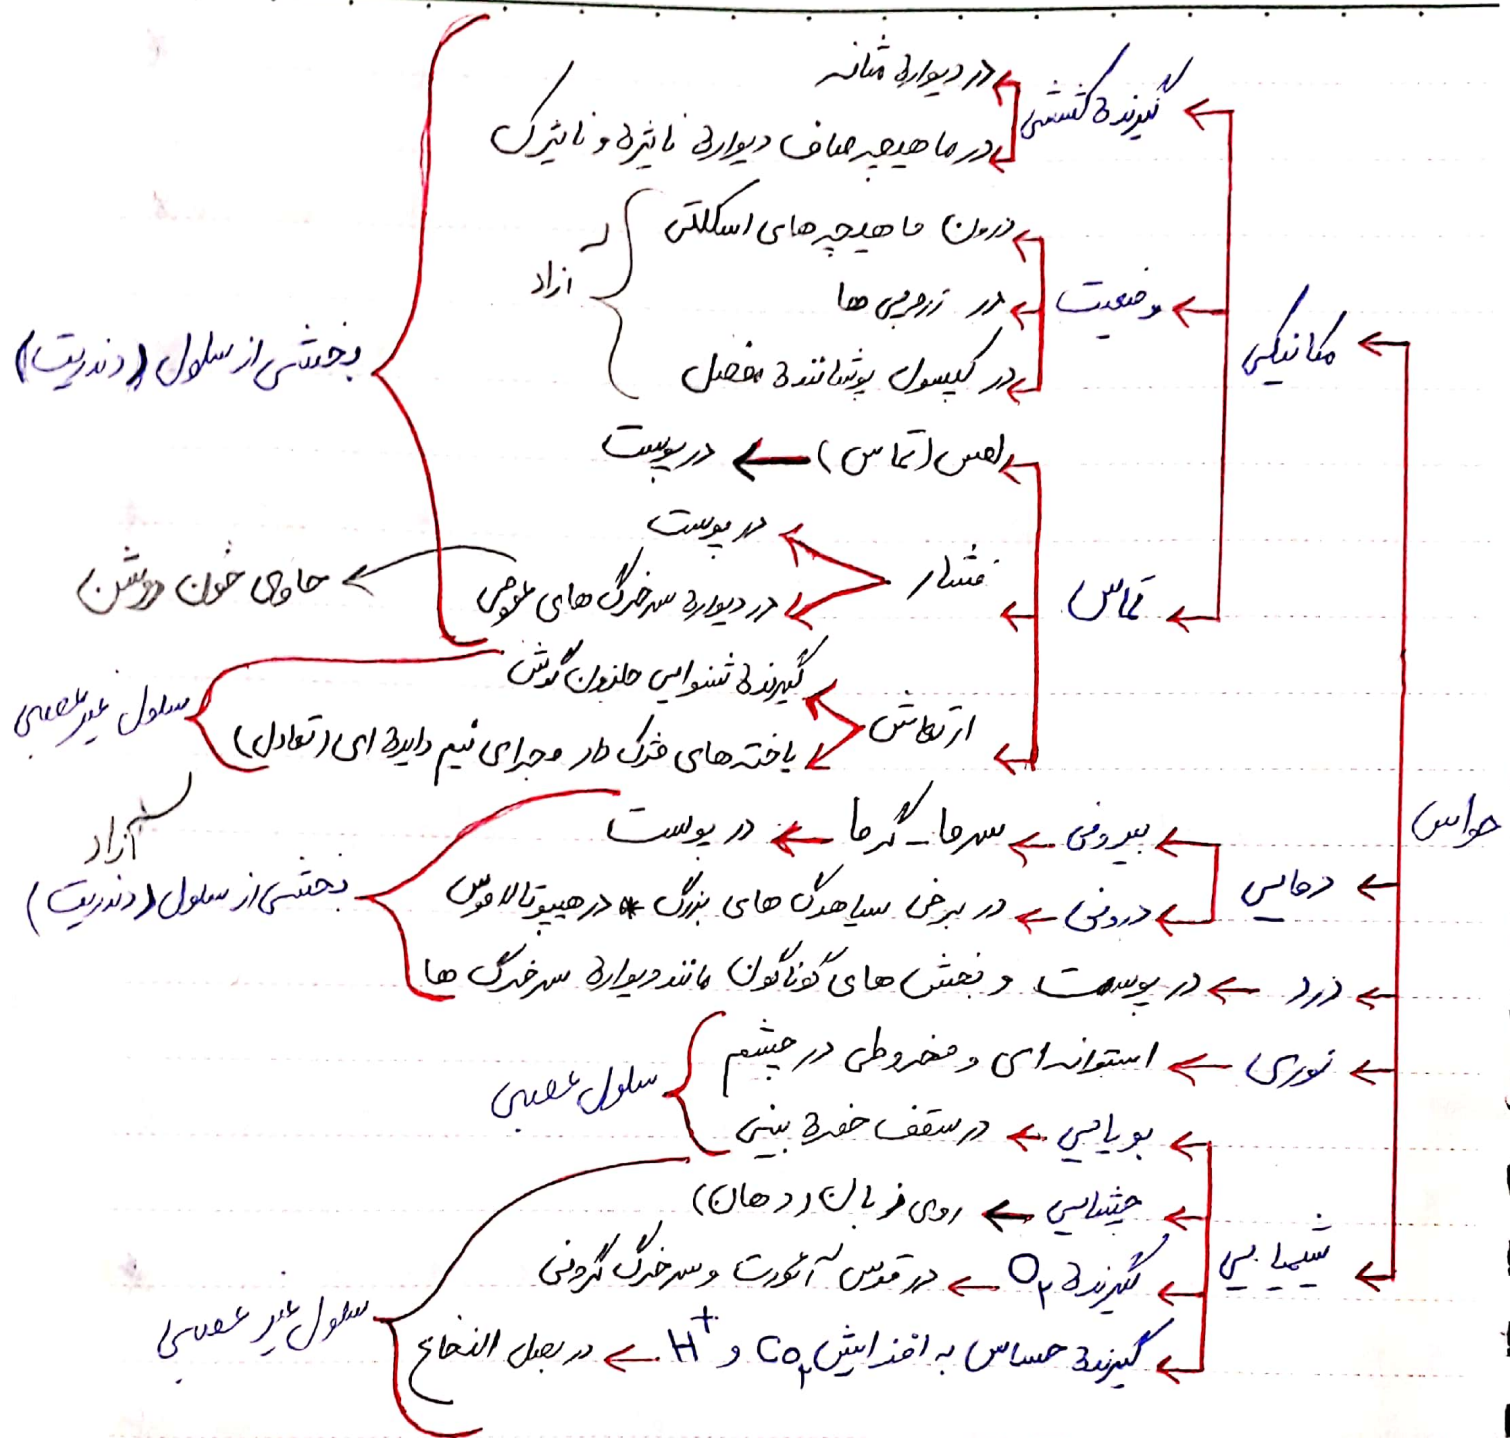 حواس
مکانیکی
گیرنده کششی
در دیواره مثانه
در ماهیچه صاف دیواره نایژه و نایژک
وضعیت
درون ماهیچه های اسکلتی
در زردپی ها
در کپسول پوشاننده مفصل
آزاد
تماس
لمس (تماس) ← در پوست
فشار
در پوست
در دیواره سرخرگ های عمومی
حاوی خون روشن
بخشی از سلول (دندریت)
ارتعاش
گیرنده شنوایی حلزون گوش
یاخته های مژک دار مجرای نیم دایره ای (تعادل)
سلول غیر عصبی
دمایی
بیرونی ← سرما - گرما ← در پوست
درونی ← در برخی سیاهرگ های بزرگ * در هیپوتالاموس
درد ← در پوست و بخش های گوناگون مانند دیواره سرخرگ ها
آزاد
بخشی از سلول (دندریت)
نوری ← استوانه ای و مخروطی در چشم
شیمیایی
بویایی ← در سقف حفره بینی
سلول عصبی
چشایی ← روی زبان (دهان)
گیرنده O₂ ← در قوس آئورت و سرخرگ گردنی
گیرنده حساس به افزایش CO₂ و H⁺ ← در بصل النخاع
سلول غیر عصبی